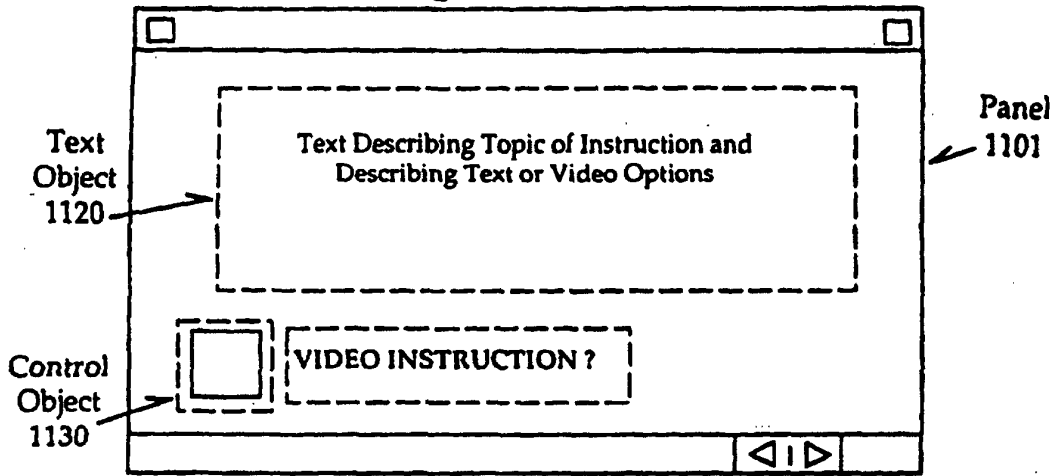 Text
Object
1120
Text Describing Topic of Instruction and
Describing Text or Video Options
Panel
1101
Control
Object
1130
VIDEO INSTRUCTION ?